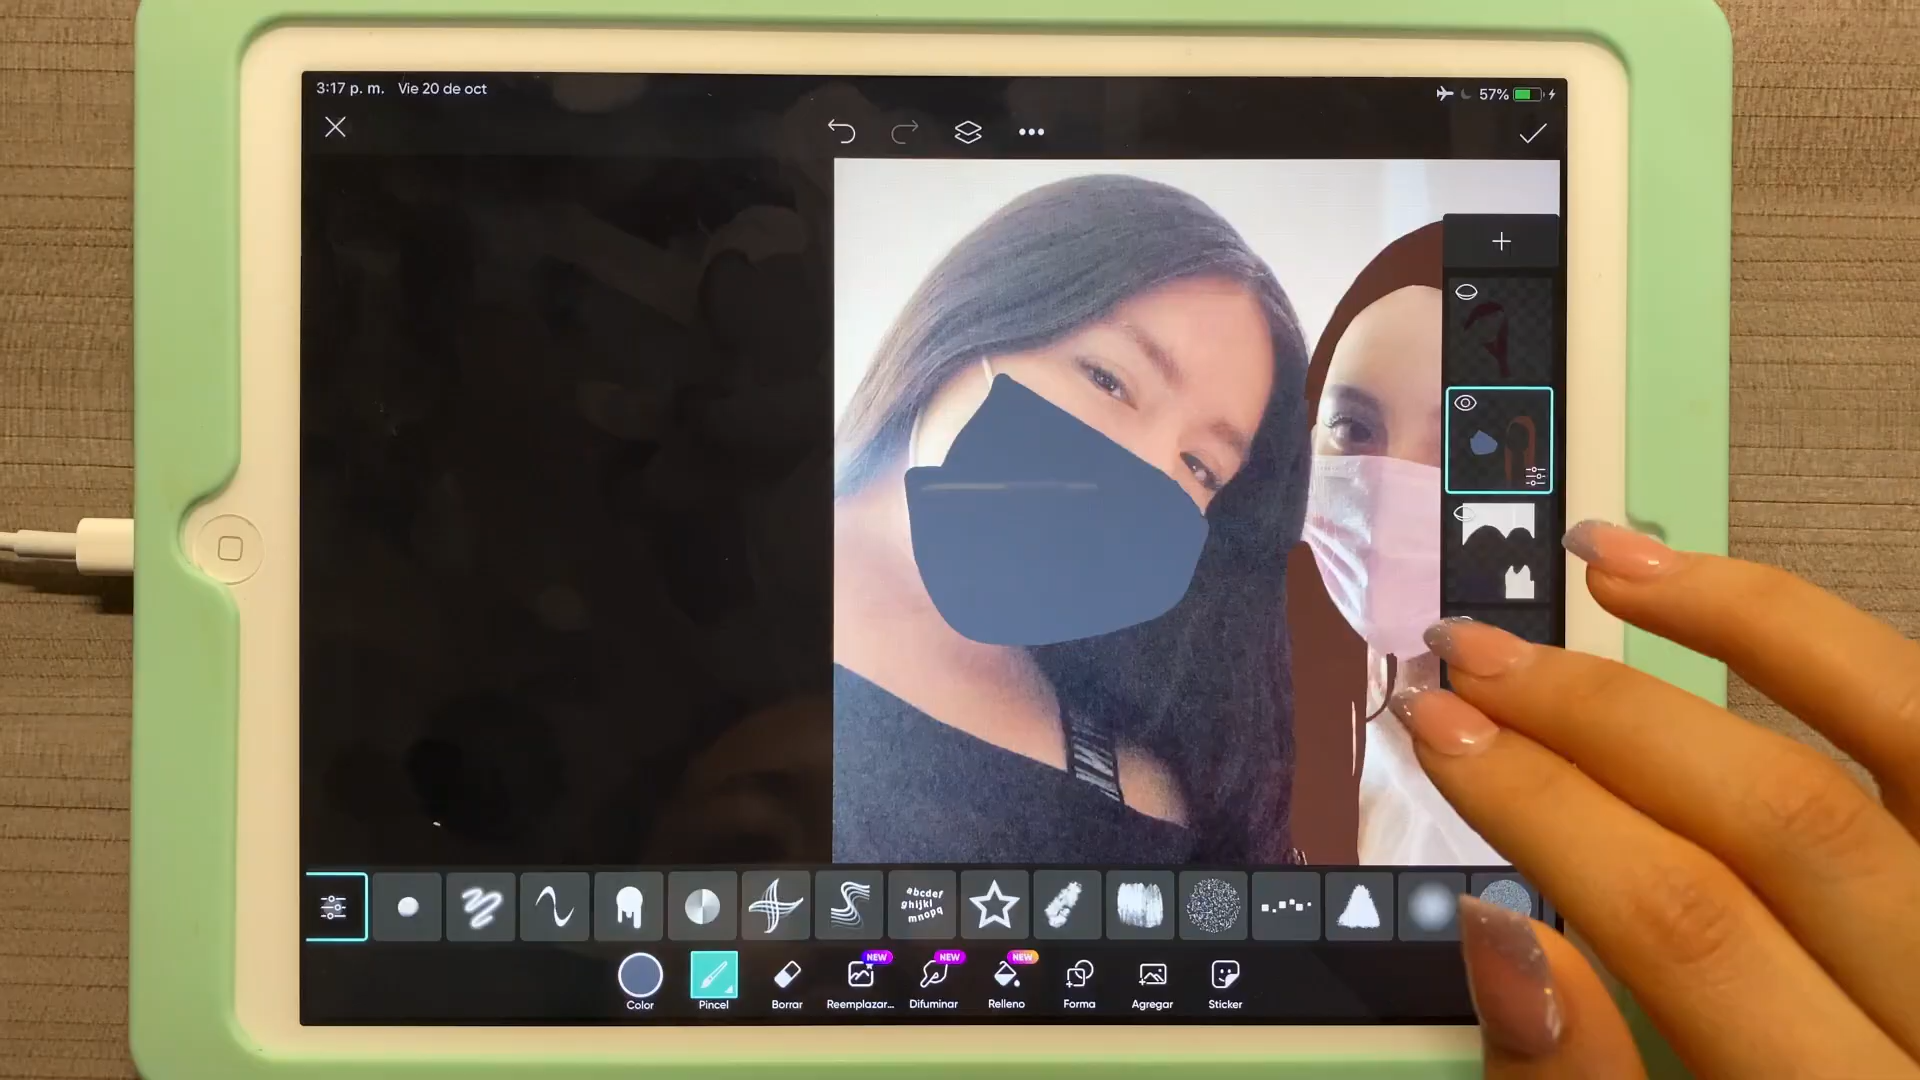 3:17 p. m. Vie 20 de oct
57%
abcdef
ghijkl
mnopq
NEW
NEW
NEW
Color
Pincel
Borrar
Reemplazar...
Difuminar
Relleno
Forma
Agregar
Sticker